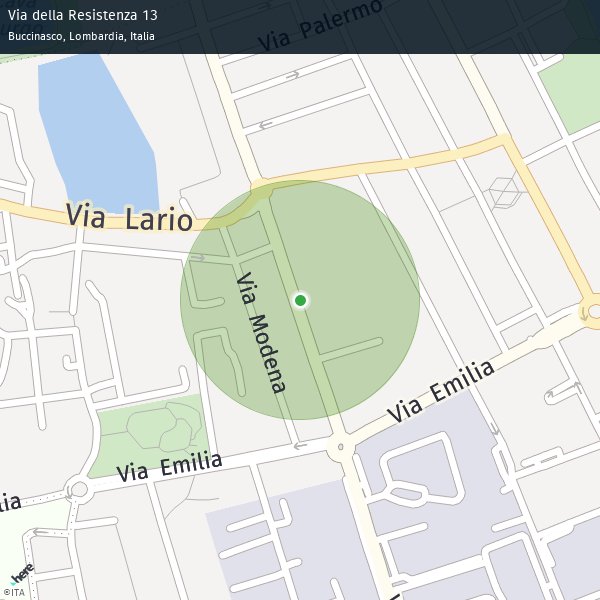 Via della Resistenza 13
Buccinasco, Lombardia, Italia
Via Palermo
Via Lario
Via Modena
Via Emilia
Via Emilia
lia
here
©ITA